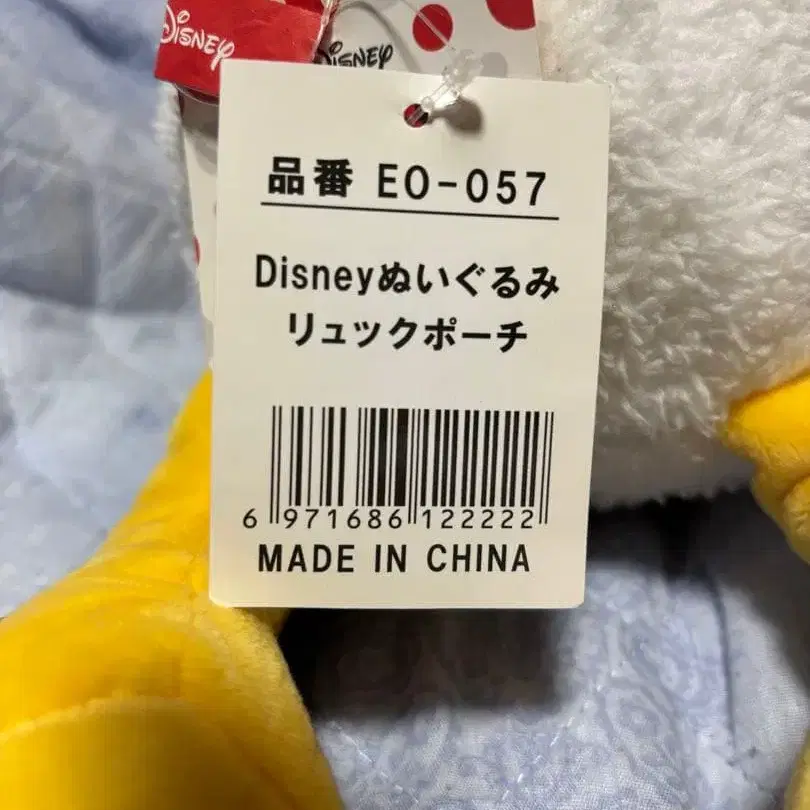 Disney
Disney
品番 EO-057
Disneyぬいぐるみ
リュックポーチ
6 971686 122222
MADE IN CHINA